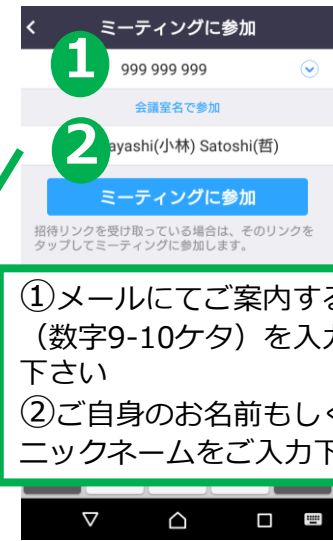 ミーティングに参加
1
999 999 999
会議室名で参加
2
ayashi(小林) Satoshi(哲)
ミーティングに参加
招待リンクを受け取っている場合は、そのリンクを
タップしてミーティングに参加します。
①メールにてご案内する
(数字9-10ケタ)を入力
下さい
②ご自身のお名前もしく
ニックネームをご入力下